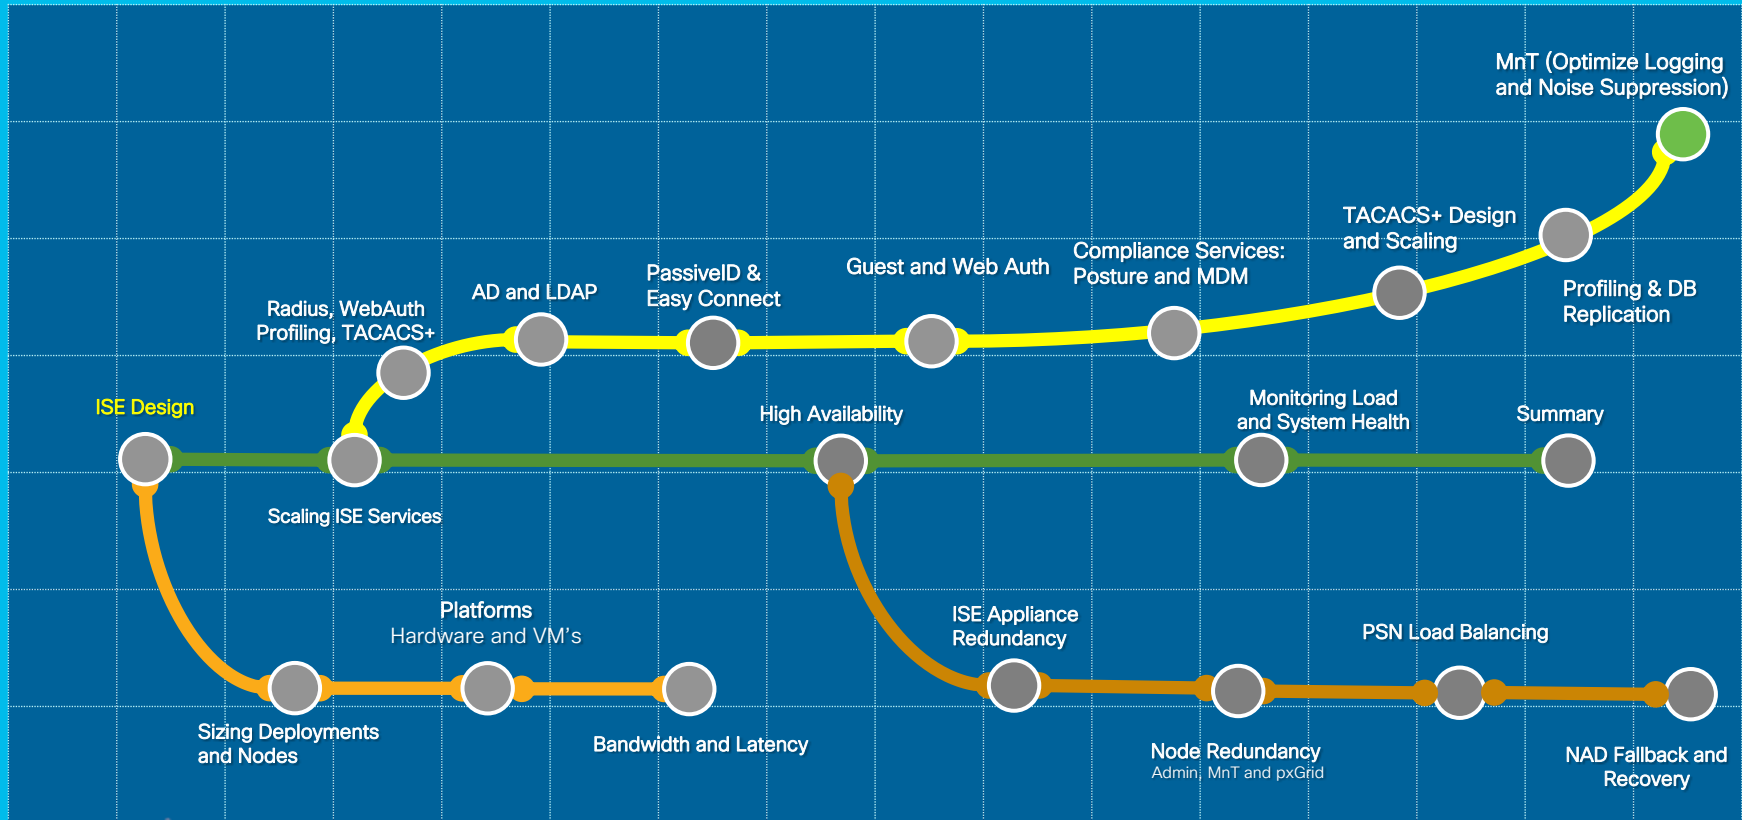 MnT (Optimize Logging
and Noise Suppression)
TACACS+ Design
and Scaling
Compliance Services:
Posture and MDM
Guest and Web Auth
PassiveID &
Easy Connect
AD and LDAP
Radius, WebAuth
Profiling, TACACS+
Profiling & DB
Replication
ISE Design
High Availability
Monitoring Load
and System Health
Summary
Scaling ISE Services
Platforms
Hardware and VM's
ISE Appliance
Redundancy
PSN Load Balancing
Sizing Deployments
and Nodes
Bandwidth and Latency
Node Redundancy
Admin, MnT and pxGrid
NAD Fallback and
Recovery